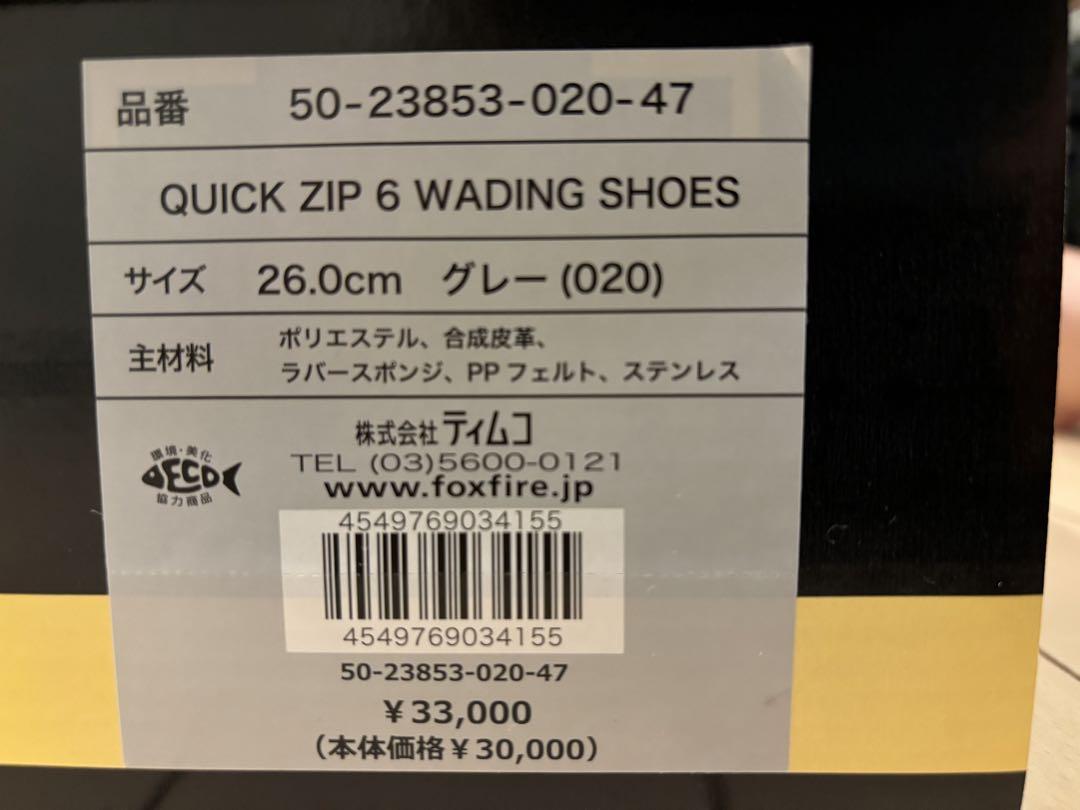 品番 50-23853-020-47
QUICK ZIP 6 WADING SHOES
サイズ 26.0cm グレー(020)
主材料 ポリエステル、合成皮革、
ラバースポンジ、PPフェルト、ステンレス
株式会社ティムコ
TEL (03)5600-0121
www.foxfire.jp
環境・美化
ECO
協力商品
4549769034155
4549769034155
50-23853-020-47
¥33,000
(本体価格¥30,000)